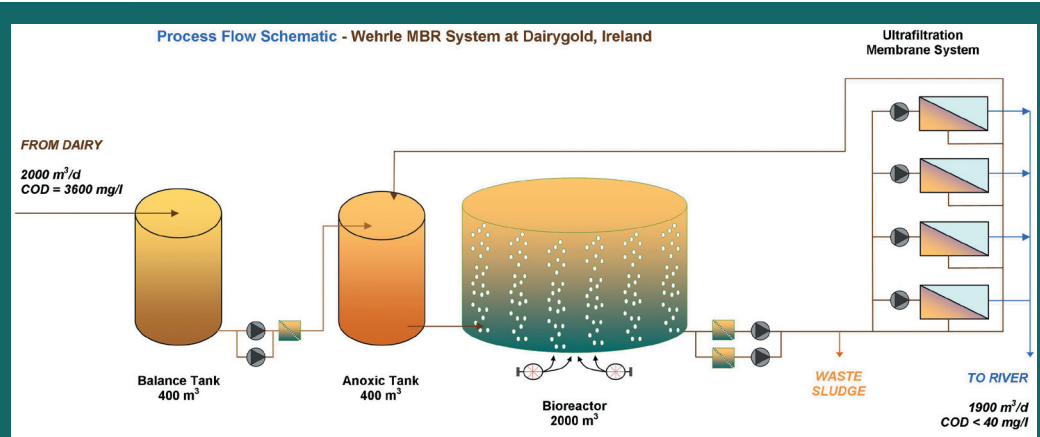 Process Flow Schematic - Wehrle MBR System at Dairygold, Ireland
Ultrafiltration
Membrane System
FROM DAIRY
2000 m³/d
COD = 3600 mg/l
Balance Tank
400 m³
Anoxic Tank
400 m³
Bioreactor
2000 m³
WASTE
SLUDGE
TO RIVER
1900 m³/d
COD < 40 mg/l